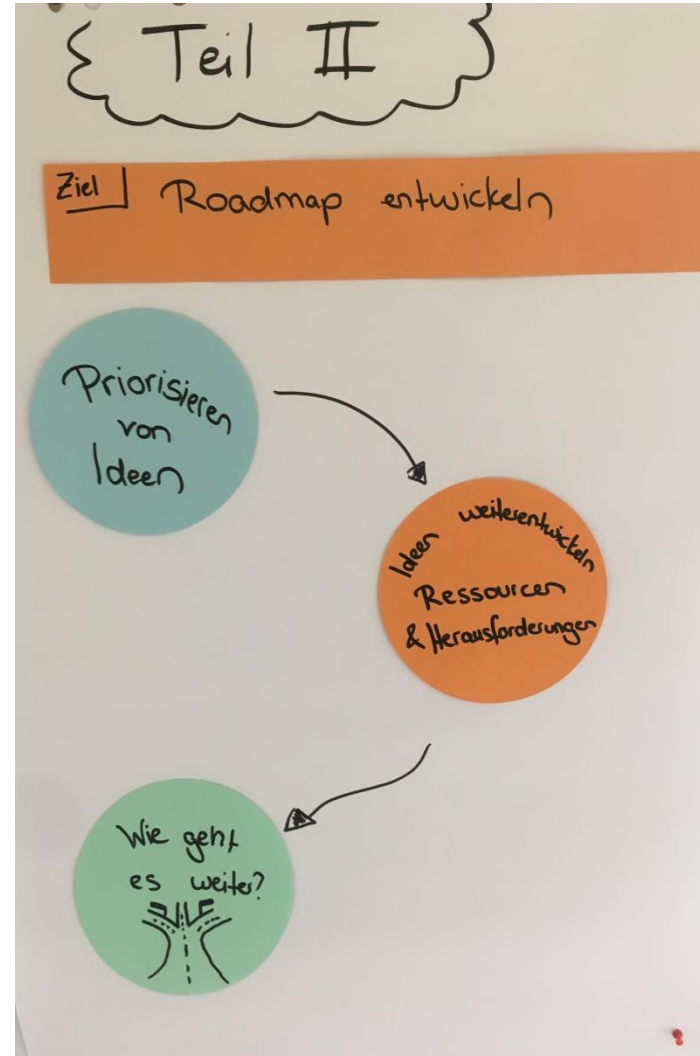 Teil II
Ziel Roadmap entwickeln
Priorisieren
von
Ideen
Ideen weiterentwickeln
Ressourcen
& Herausforderungen
Wie geht
es weiter?